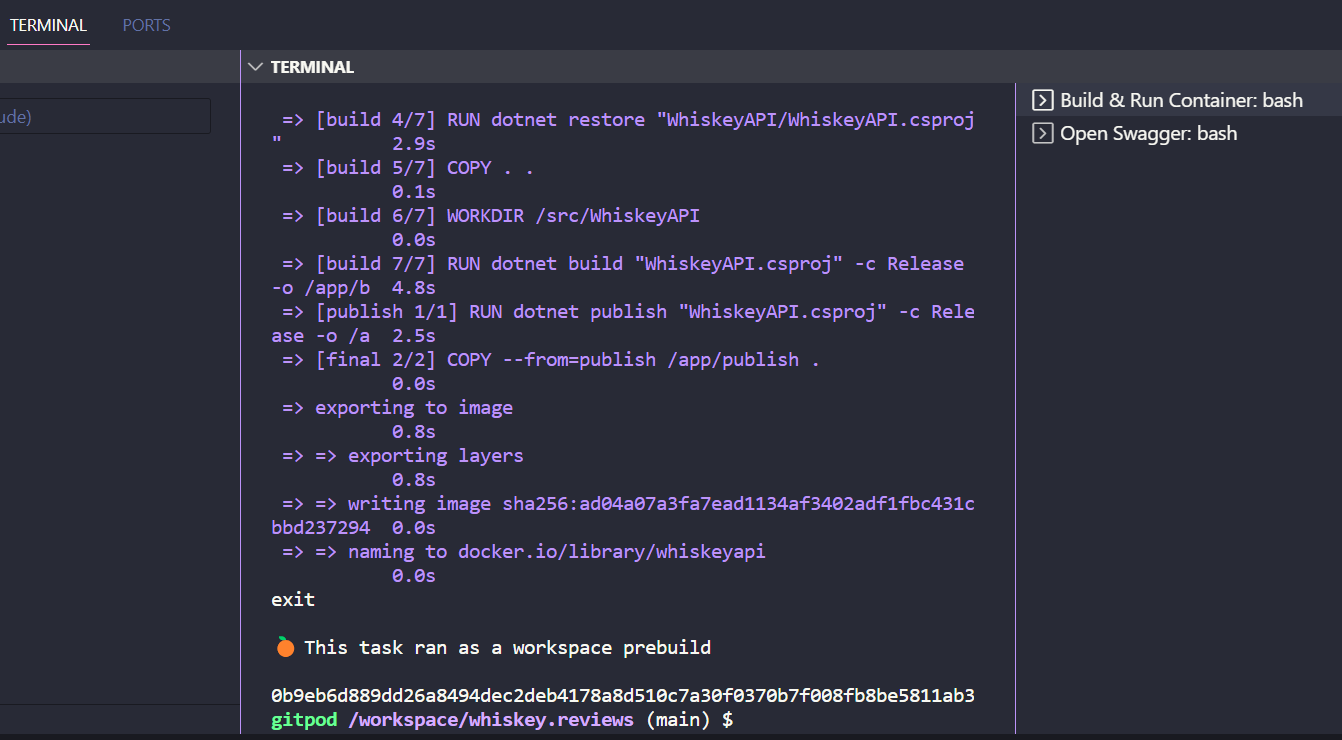 TERMINAL
PORTS
TERMINAL
ude)
=> [build 4/7] RUN dotnet restore "WhiskeyAPI/WhiskeyAPI.csproj
" 2.9s
=> [build 5/7] COPY . .
0.1s
=> [build 6/7] WORKDIR /src/WhiskeyAPI
0.0s
=> [build 7/7] RUN dotnet build "WhiskeyAPI.csproj" -c Release
-o /app/b 4.8s
=> [publish 1/1] RUN dotnet publish "WhiskeyAPI.csproj" -c Rele
ase -o /a 2.5s
=> [final 2/2] COPY --from=publish /app/publish .
0.0s
=> exporting to image
0.8s
=> => exporting layers
0.8s
=> => writing image sha256:ad04a07a3fa7ead1134af3402adf1fbc431c
bbd237294 0.0s
=> => naming to docker.io/library/whiskeyapi
0.0s
exit
🍊 This task ran as a workspace prebuild
0b9eb6d889dd26a8494dec2deb4178a8d510c7a30f0370b7f008fb8be5811ab3
gitpod /workspace/whiskey.reviews (main) $
Build & Run Container: bash
Open Swagger: bash